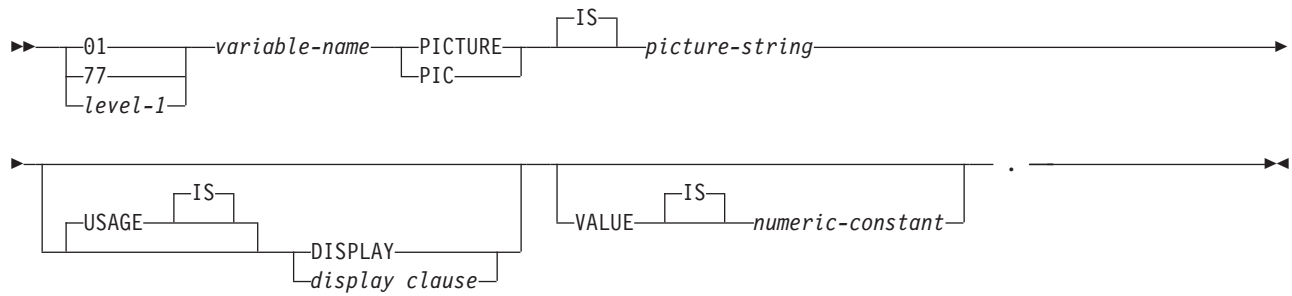 IS
01 variable-name PICTURE IS picture-string
77 PIC
level-1
.
IS IS
USAGE VALUE numeric-constant
DISPLAY
display clause